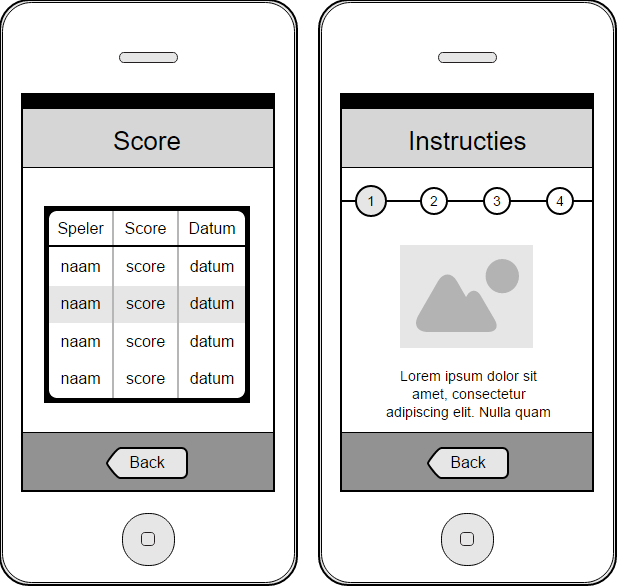 Score
Speler Score Datum
naam score datum
naam score datum
naam score datum
naam score datum
Back
Instructies
1 2 3 4
Lorem ipsum dolor sit
amet, consectetur
adipiscing elit. Nulla quam
Back